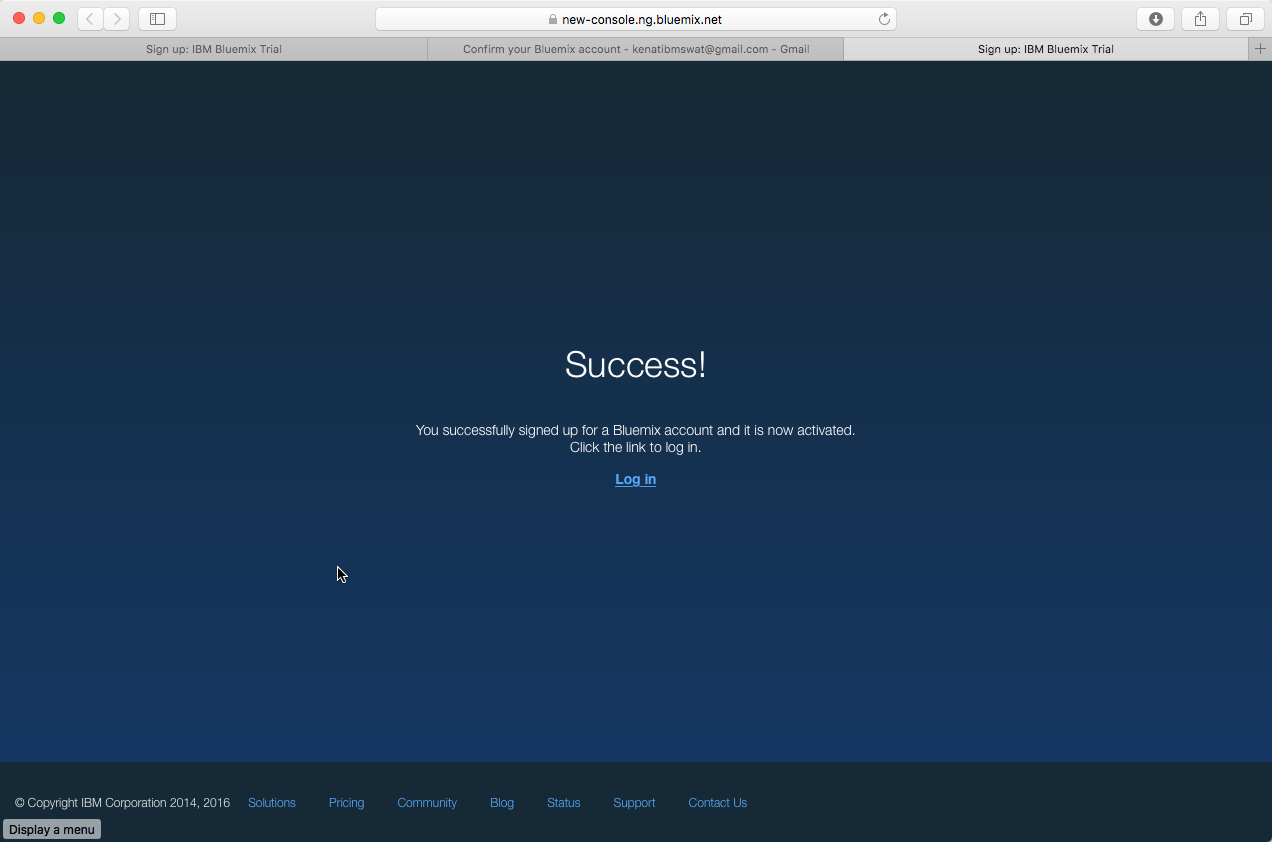 new-console.ng.bluemix.net
Sign up: IBM Bluemix Trial
Confirm your Bluemix account - kenatibmswat@gmail.com - Gmail
Sign up: IBM Bluemix Trial
Success!
You successfully signed up for a Bluemix account and it is now activated.
Click the link to log in.
Log in
© Copyright IBM Corporation 2014, 2016 Solutions Pricing Community Blog Status Support Contact Us
Display a menu